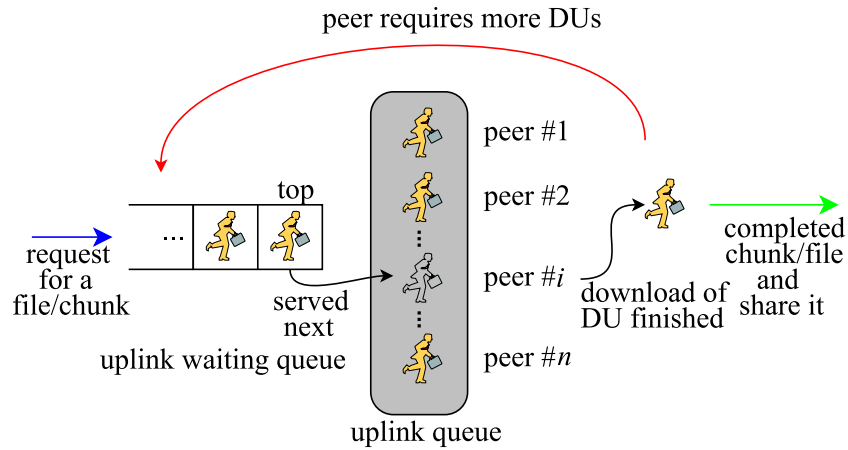 peer requires more DUs
top
...
request
for a
file/chunk
served
next
uplink waiting queue
peer #1
peer #2
...
peer #i
...
peer #n
uplink queue
download of
DU finished
completed
chunk/file
and
share it